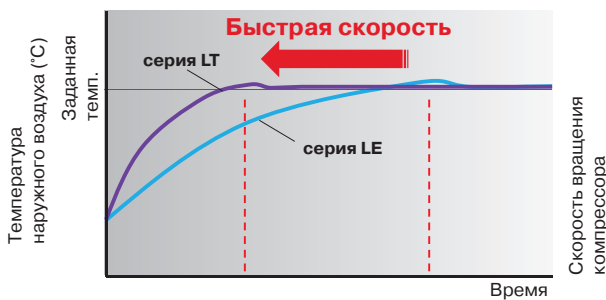 Быстрая скорость
серия LT
серия LE
Температура
наружного воздуха (°C)
Заданная
темп.
Скорость вращения
компрессора
Время